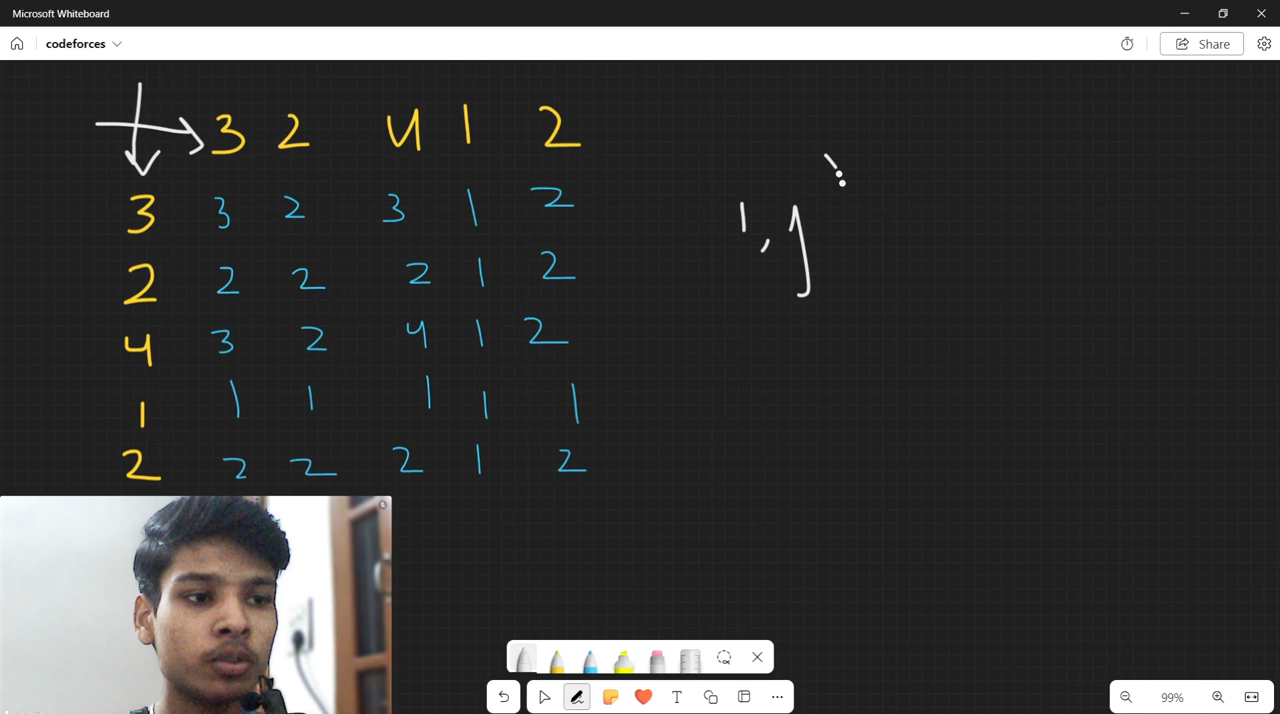 Microsoft Whiteboard
codeforces
Share
3 2 4 1 2
3 3 2 3 1 2
2 2 2 2 1 2
4 3 2 4 1 2
1 1 1 1 1 1
2 2 2 2 1 2
i, j
99%